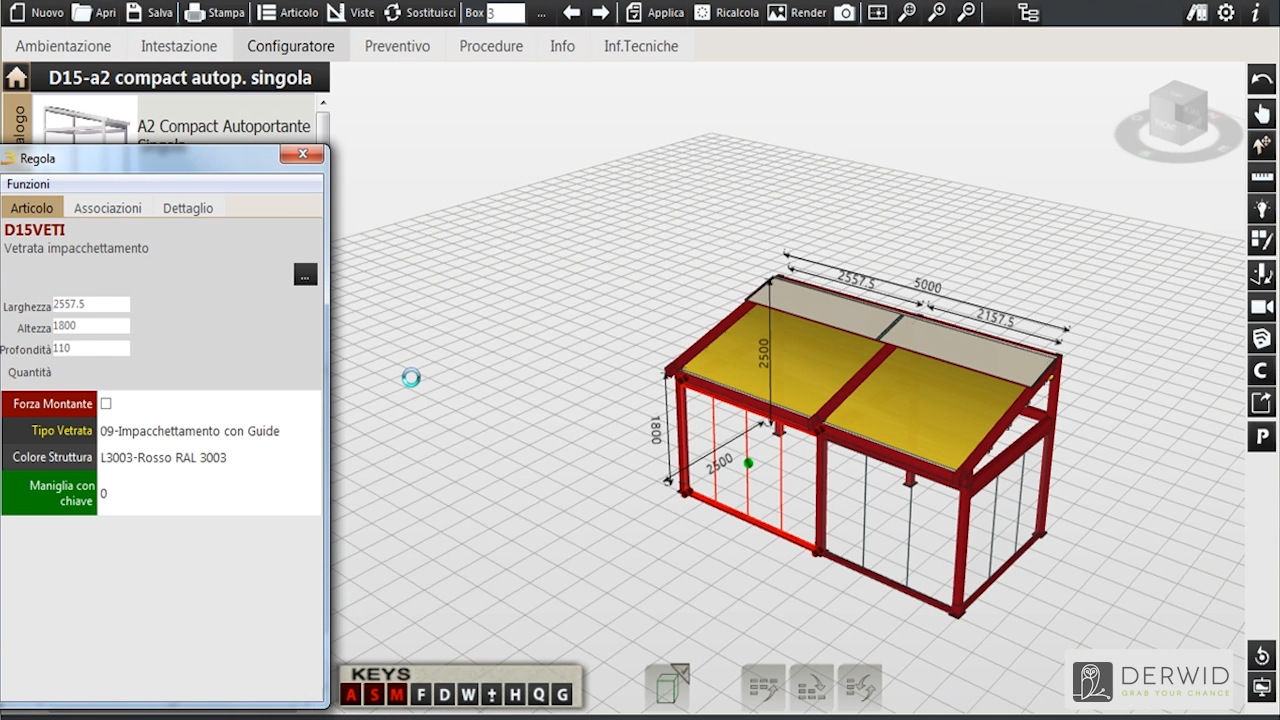 Nuovo Apri Salva Stampa Articolo Viste Sostituisci Box 3 ... Applica Ricalcola Render
Ambientazione Intestazione Configuratore Preventivo Procedure Info Inf.Tecniche
D15-a2 compact autop. singola
alogo
A2 Compact Autoportante
Regola
Funzioni
Articolo Associazioni Dettaglio
D15VETI
Vetrata impacchettamento
...
Larghezza 2557.5
Altezza 1800
Profondità 110
Quantità
Forza Montante
Tipo Vetrata 09-Impacchettamento con Guide
Colore Struttura L3003-Rosso RAL 3003
Maniglia con
chiave 0
2557.5
5000
2157.5
2500
1800
2500
C
P
KEYS
A S M F D W ± H Q G
DERWID
GRAB YOUR CHANCE